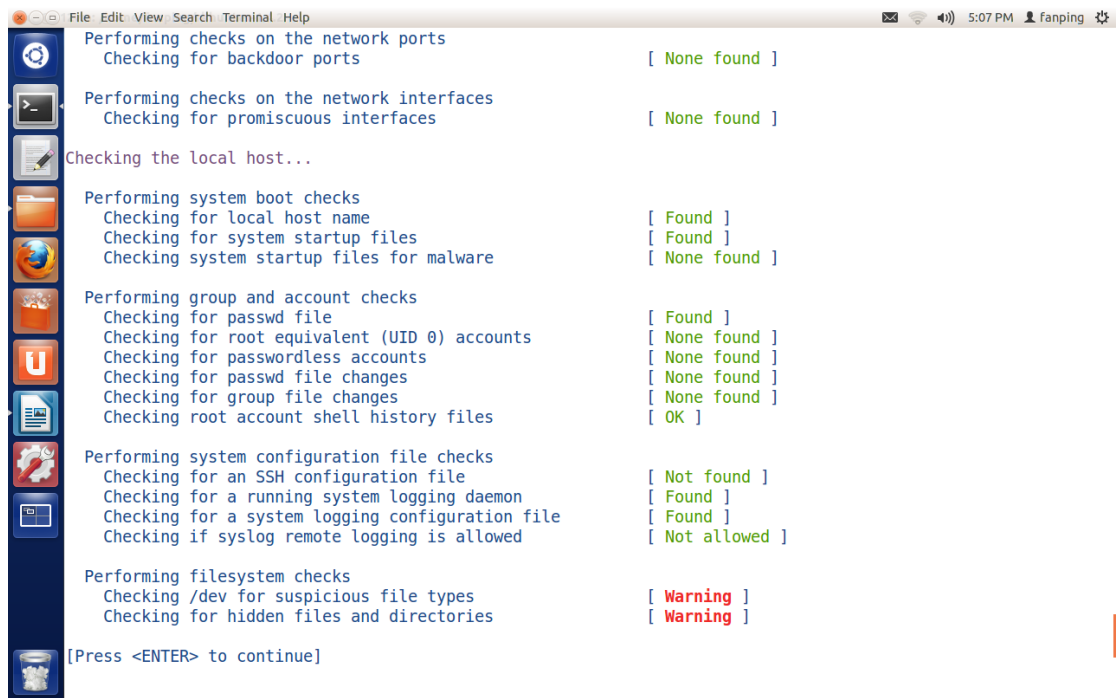 File Edit View Search Terminal Help 5:07 PM fanping
Performing checks on the network ports
Checking for backdoor ports [ None found ]
Performing checks on the network interfaces
Checking for promiscuous interfaces [ None found ]
Checking the local host...
Performing system boot checks
Checking for local host name [ Found ]
Checking for system startup files [ Found ]
Checking system startup files for malware [ None found ]
Performing group and account checks
Checking for passwd file [ Found ]
Checking for root equivalent (UID 0) accounts [ None found ]
Checking for passwordless accounts [ None found ]
Checking for passwd file changes [ None found ]
Checking for group file changes [ None found ]
Checking root account shell history files [ OK ]
Performing system configuration file checks
Checking for an SSH configuration file [ Not found ]
Checking for a running system logging daemon [ Found ]
Checking for a system logging configuration file [ Found ]
Checking if syslog remote logging is allowed [ Not allowed ]
Performing filesystem checks
Checking /dev for suspicious file types [ Warning ]
Checking for hidden files and directories [ Warning ]
[Press <ENTER> to continue]